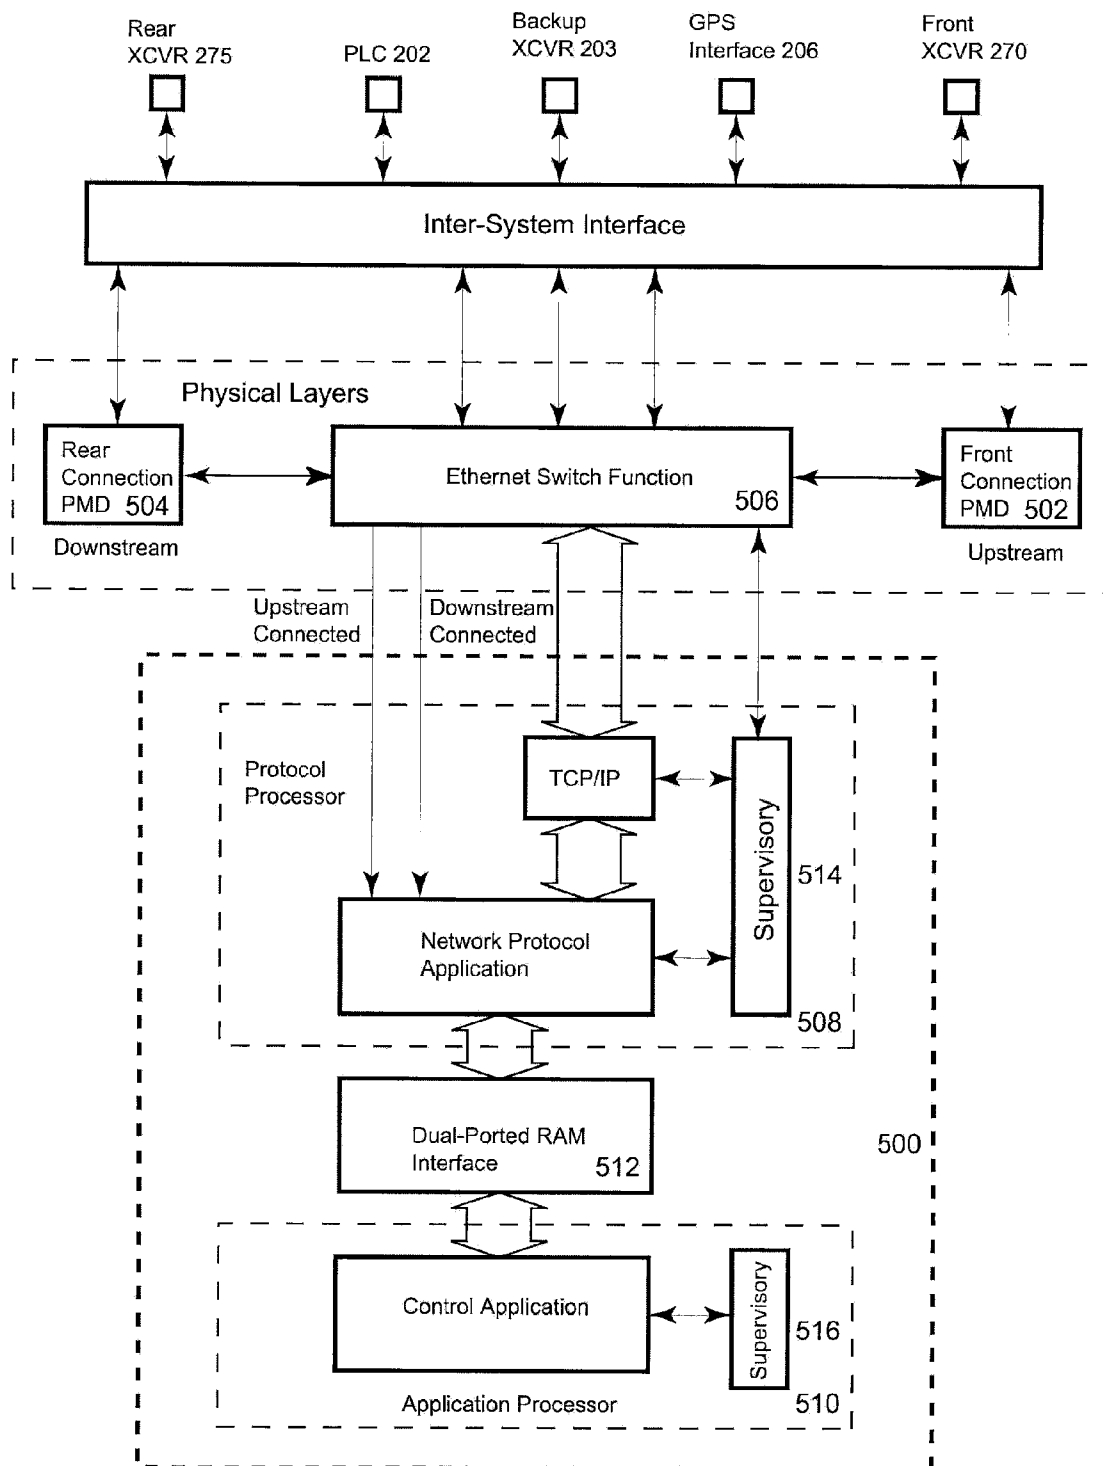 Rear
XCVR 275
PLC 202
Backup
XCVR 203
GPS
Interface 206
Front
XCVR 270
Inter-System Interface
Physical Layers
Rear
Connection
PMD 504
Downstream
Ethernet Switch Function
506
Front
Connection
PMD 502
Upstream
Upstream
Connected
Downstream
Connected
Protocol
Processor
TCP/IP
Supervisory
514
Network Protocol
Application
508
Dual-Ported RAM
Interface
512
500
Control Application
Supervisory
516
Application Processor
510